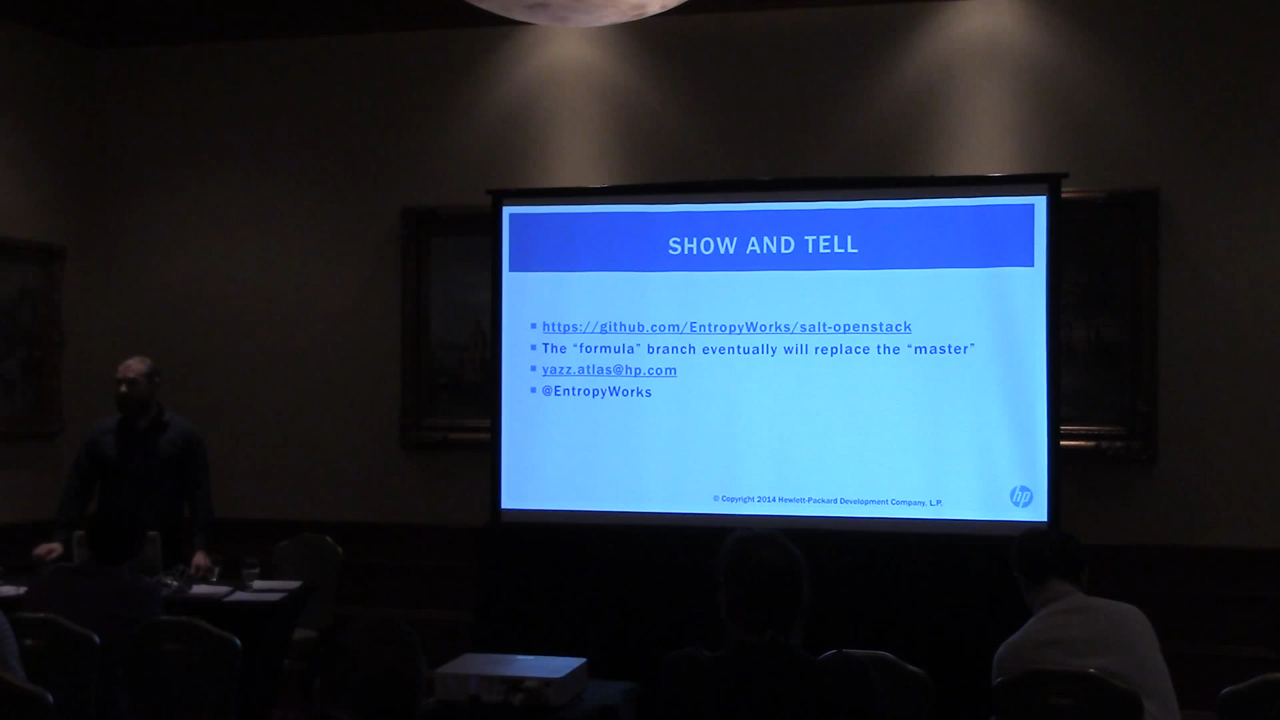 SHOW AND TELL
https://github.com/EntropyWorks/salt-openstack
The “formula” branch eventually will replace the “master”
yazz.atlas@hp.com
@EntropyWorks
© Copyright 2014 Hewlett-Packard Development Company, L.P.
hp